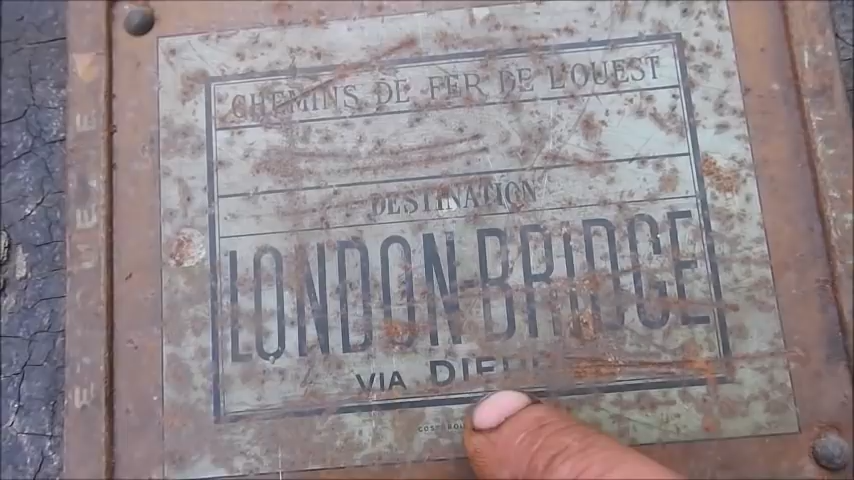 CHEMINS DE FER DE L'OUEST
DESTINATION
LONDON-BRIDGE
VIA